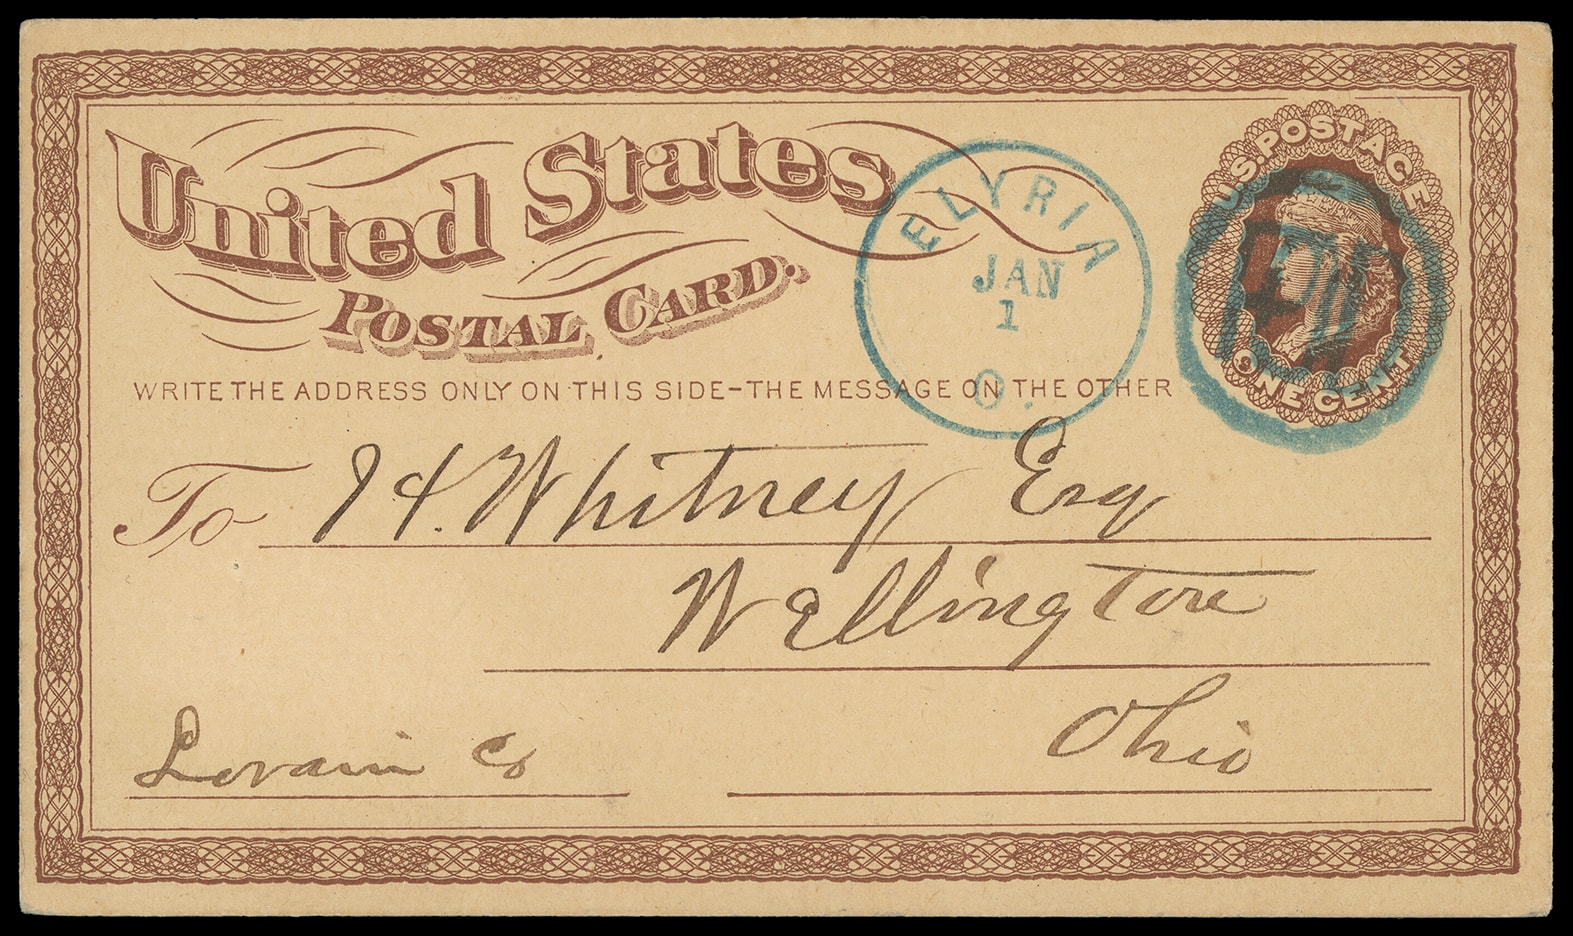 United States
POSTAL CARD.
U.S. POSTAGE
ONE CENT
ELYRIA
JAN
1
O.
WRITE THE ADDRESS ONLY ON THIS SIDE-THE MESSAGE ON THE OTHER
To Whitney Esq
Wellington
Ohio
Lorain Co